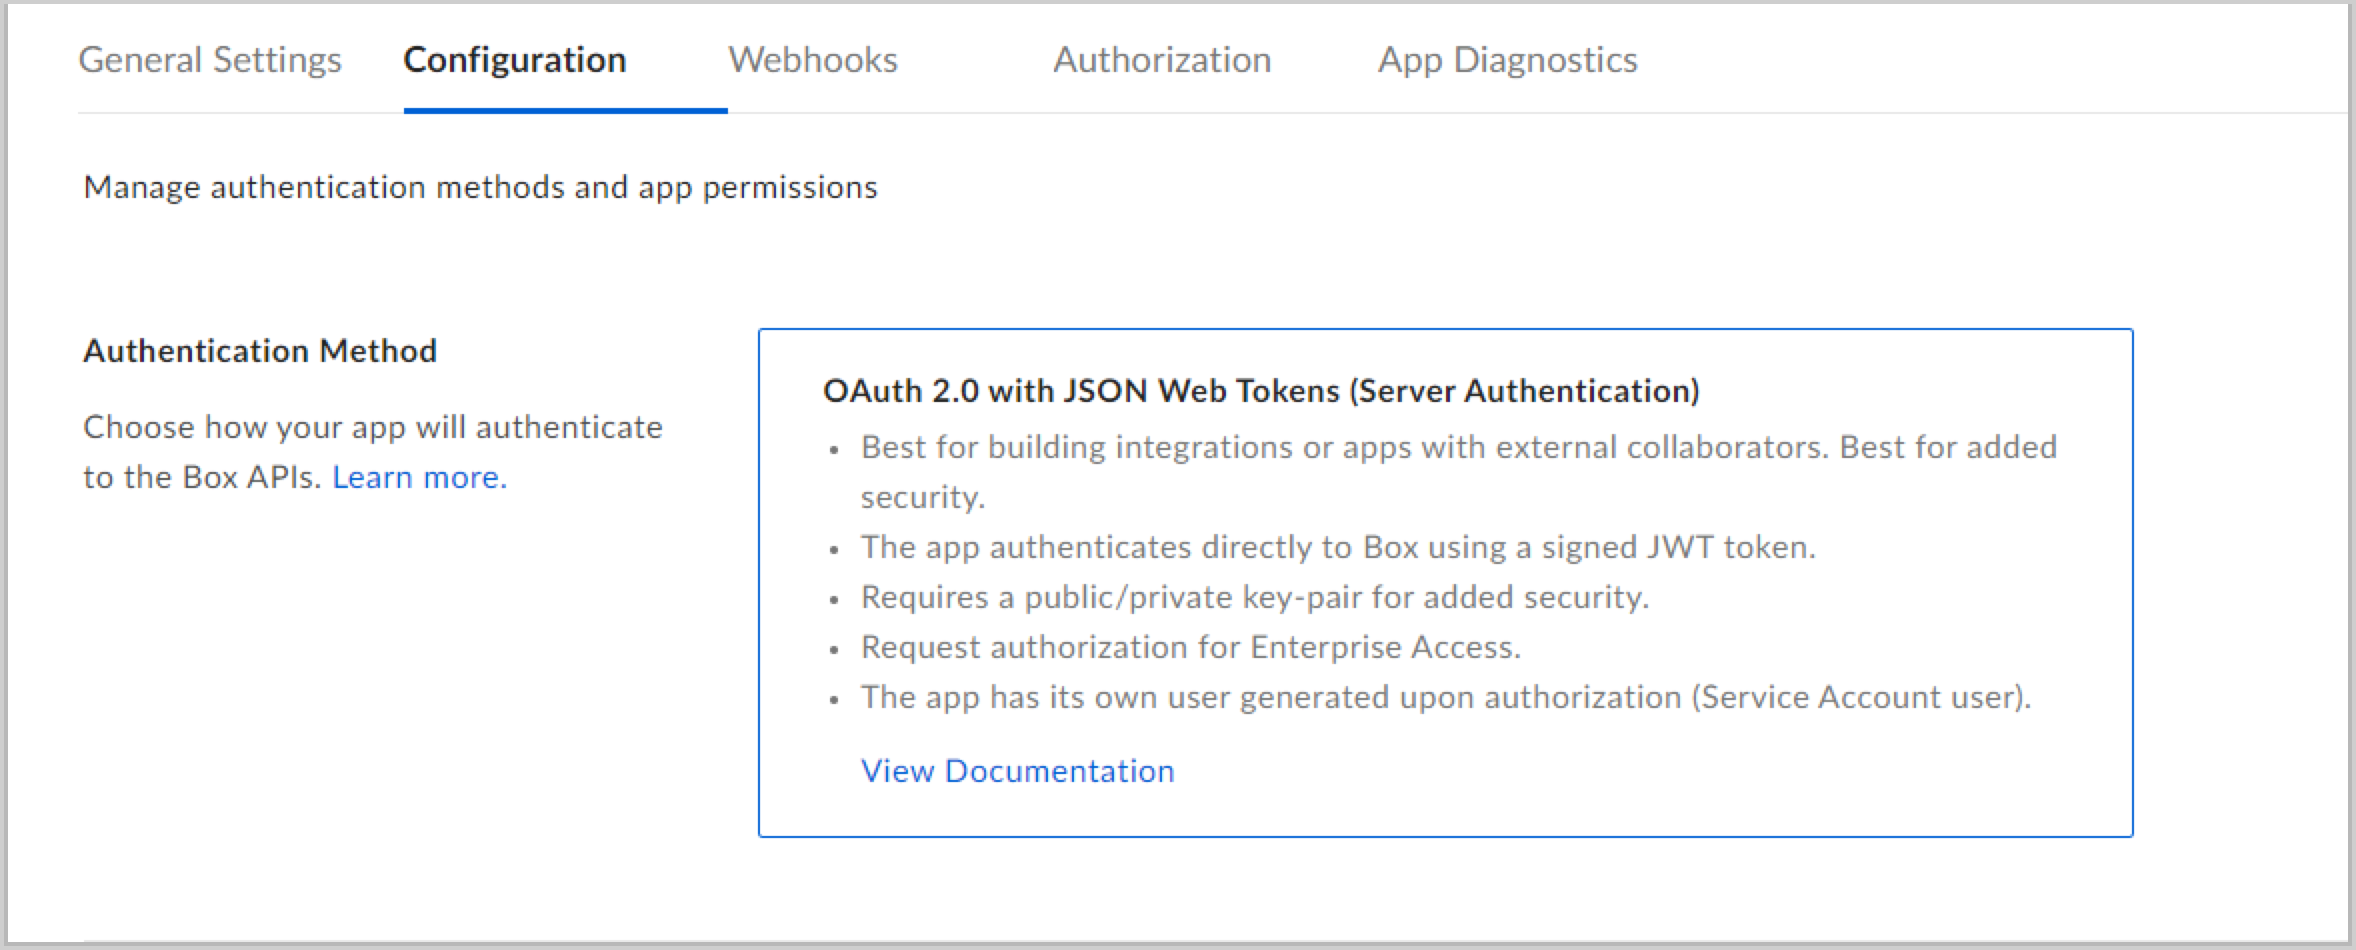 General Settings Configuration Webhooks Authorization App Diagnostics
Manage authentication methods and app permissions
Authentication Method
Choose how your app will authenticate
to the Box APIs. Learn more.
OAuth 2.0 with JSON Web Tokens (Server Authentication)
• Best for building integrations or apps with external collaborators. Best for added
security.
• The app authenticates directly to Box using a signed JWT token.
• Requires a public/private key-pair for added security.
• Request authorization for Enterprise Access.
• The app has its own user generated upon authorization (Service Account user).
View Documentation